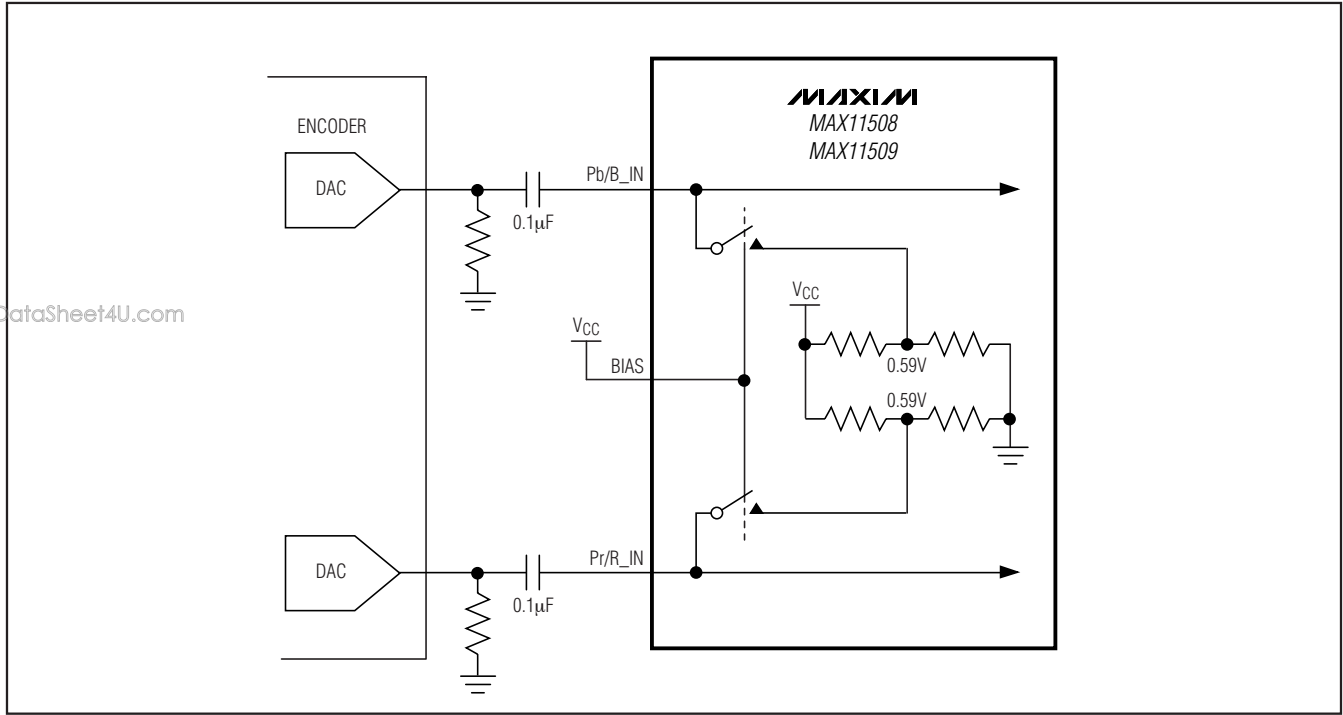 MAXIM
MAX11508
MAX11509
ENCODER
DAC
Pb/B_IN
0.1µF
DataSheet4U.com
VCC
VCC
0.59V
BIAS
0.59V
DAC
Pr/R_IN
0.1µF